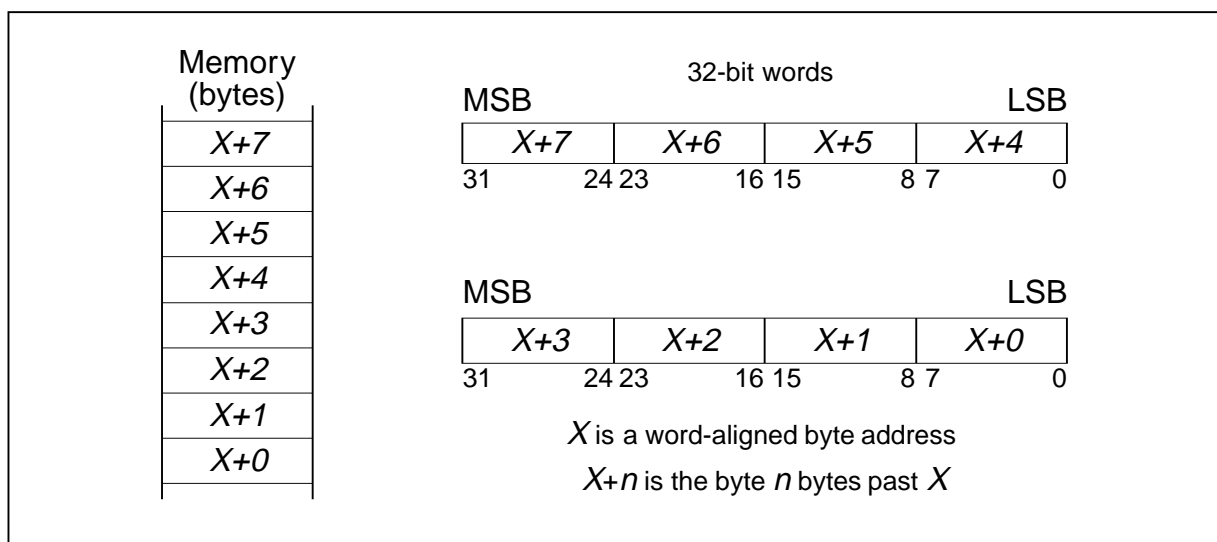 Memory
(bytes)
X+7
X+6
X+5
X+4
X+3
X+2
X+1
X+0
32-bit words
MSB LSB
X+7 X+6 X+5 X+4
31 24 23 16 15 8 7 0
MSB LSB
X+3 X+2 X+1 X+0
31 24 23 16 15 8 7 0
X is a word-aligned byte address
X+n is the byte n bytes past X